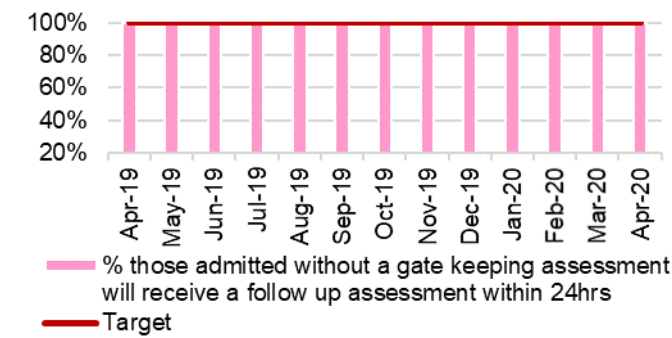 100%
80%
60%
40%
20%
Apr-19
May-19
Jun-19
Jul-19
Aug-19
Sep-19
Oct-19
Nov-19
Dec-19
Jan-20
Feb-20
Mar-20
Apr-20
% those admitted without a gate keeping assessment
will receive a follow up assessment within 24hrs
Target